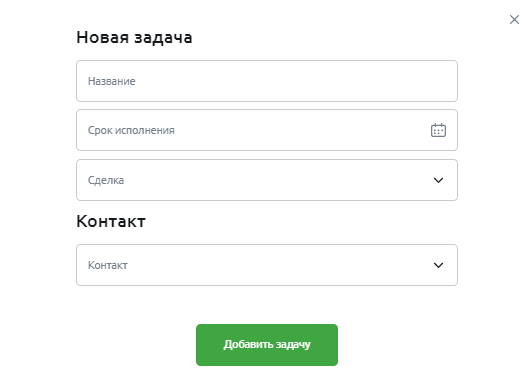 Новая задача
Название
Срок исполнения
Сделка
Контакт
Контакт
Добавить задачу